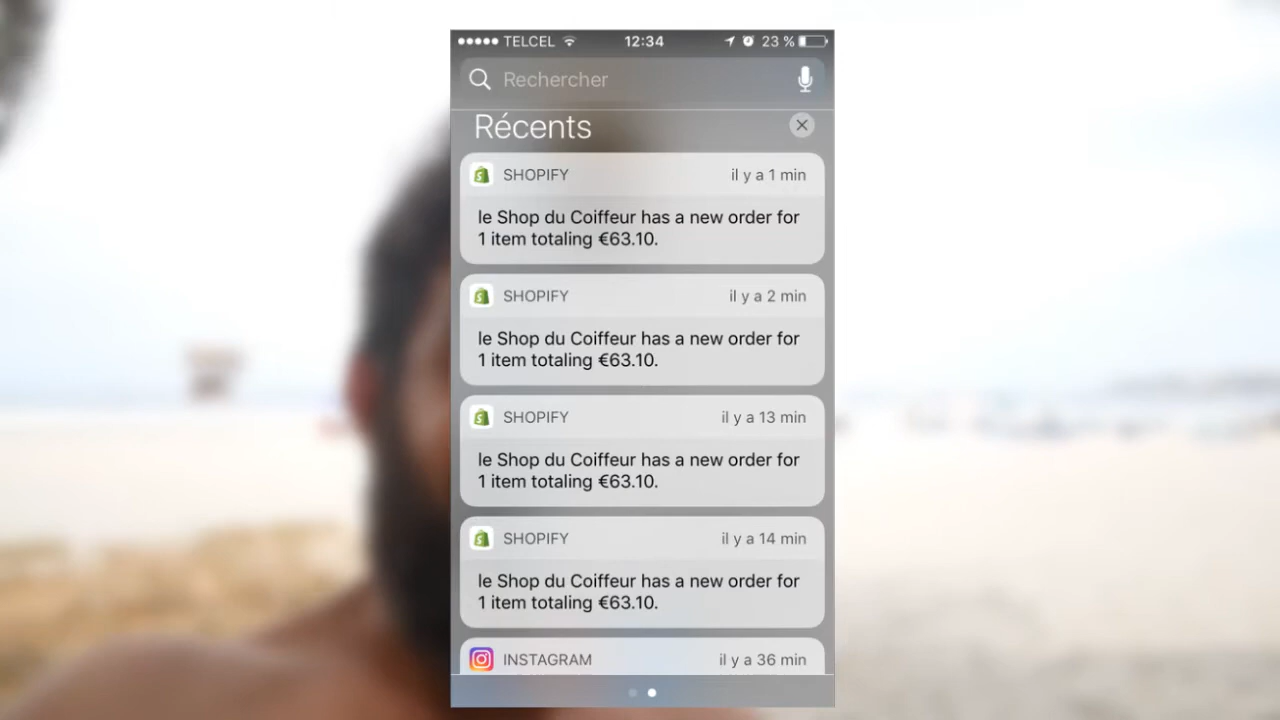 TELCEL 12:34 23 %
Rechercher
Récents
SHOPIFY il y a 1 min
le Shop du Coiffeur has a new order for
1 item totaling €63.10.
SHOPIFY il y a 2 min
le Shop du Coiffeur has a new order for
1 item totaling €63.10.
SHOPIFY il y a 13 min
le Shop du Coiffeur has a new order for
1 item totaling €63.10.
SHOPIFY il y a 14 min
le Shop du Coiffeur has a new order for
1 item totaling €63.10.
INSTAGRAM il y a 36 min